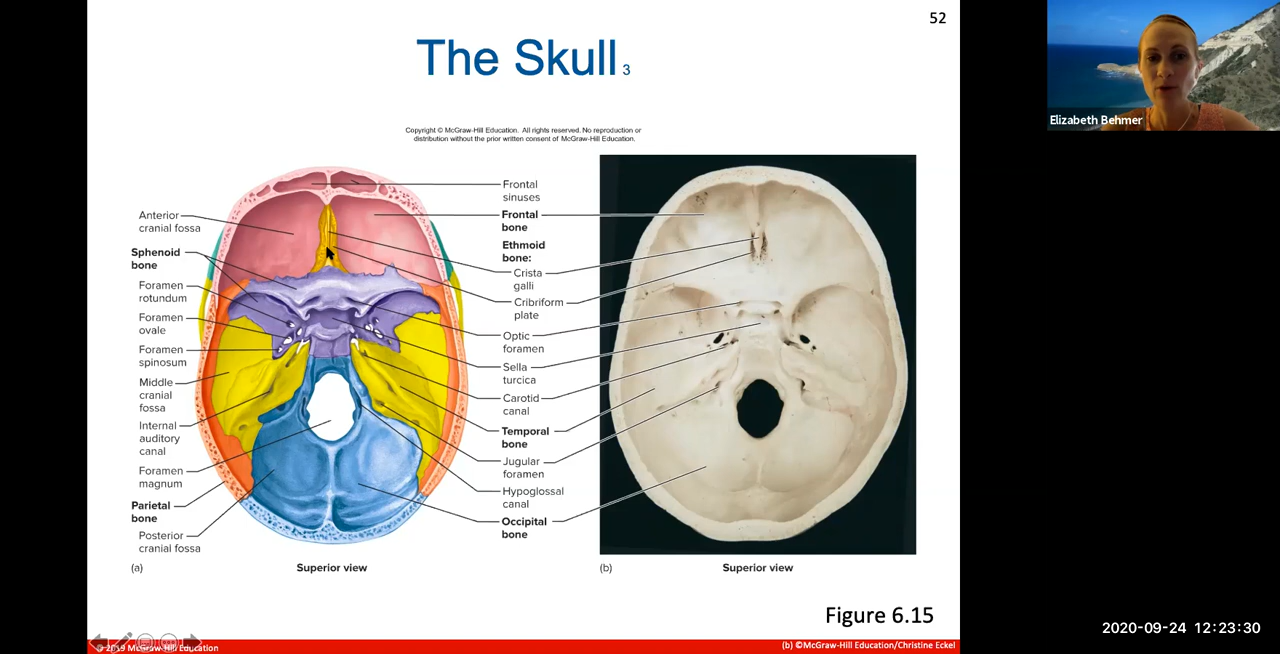 52
The Skull 3
Copyright © McGraw-Hill Education. All rights reserved. No reproduction or
distribution without the prior written consent of McGraw-Hill Education.
Anterior
cranial fossa
Sphenoid
bone
Foramen
rotundum
Foramen
ovale
Foramen
spinosum
Middle
cranial
fossa
Internal
auditory
canal
Foramen
magnum
Parietal
bone
Posterior
cranial fossa
Frontal
sinuses
Frontal
bone
Ethmoid
bone:
Crista
galli
Cribriform
plate
Optic
foramen
Sella
turcica
Carotid
canal
Temporal
bone
Jugular
foramen
Hypoglossal
canal
Occipital
bone
(a)
Superior view
(b)
Superior view
Figure 6.15
© 2019 McGraw-Hill Education
(b) ©McGraw-Hill Education/Christine Eckel
Elizabeth Behmer
2020-09-24 12:23:30